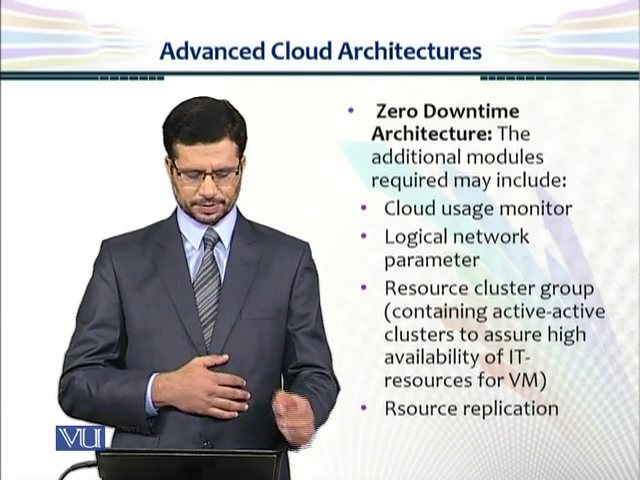 Advanced Cloud Architectures
• Zero Downtime
Architecture: The
additional modules
required may include:
• Cloud usage monitor
• Logical network
parameter
• Resource cluster group
(containing active-active
clusters to assure high
availability of IT-
resources for VM)
• Rsource replication
VU